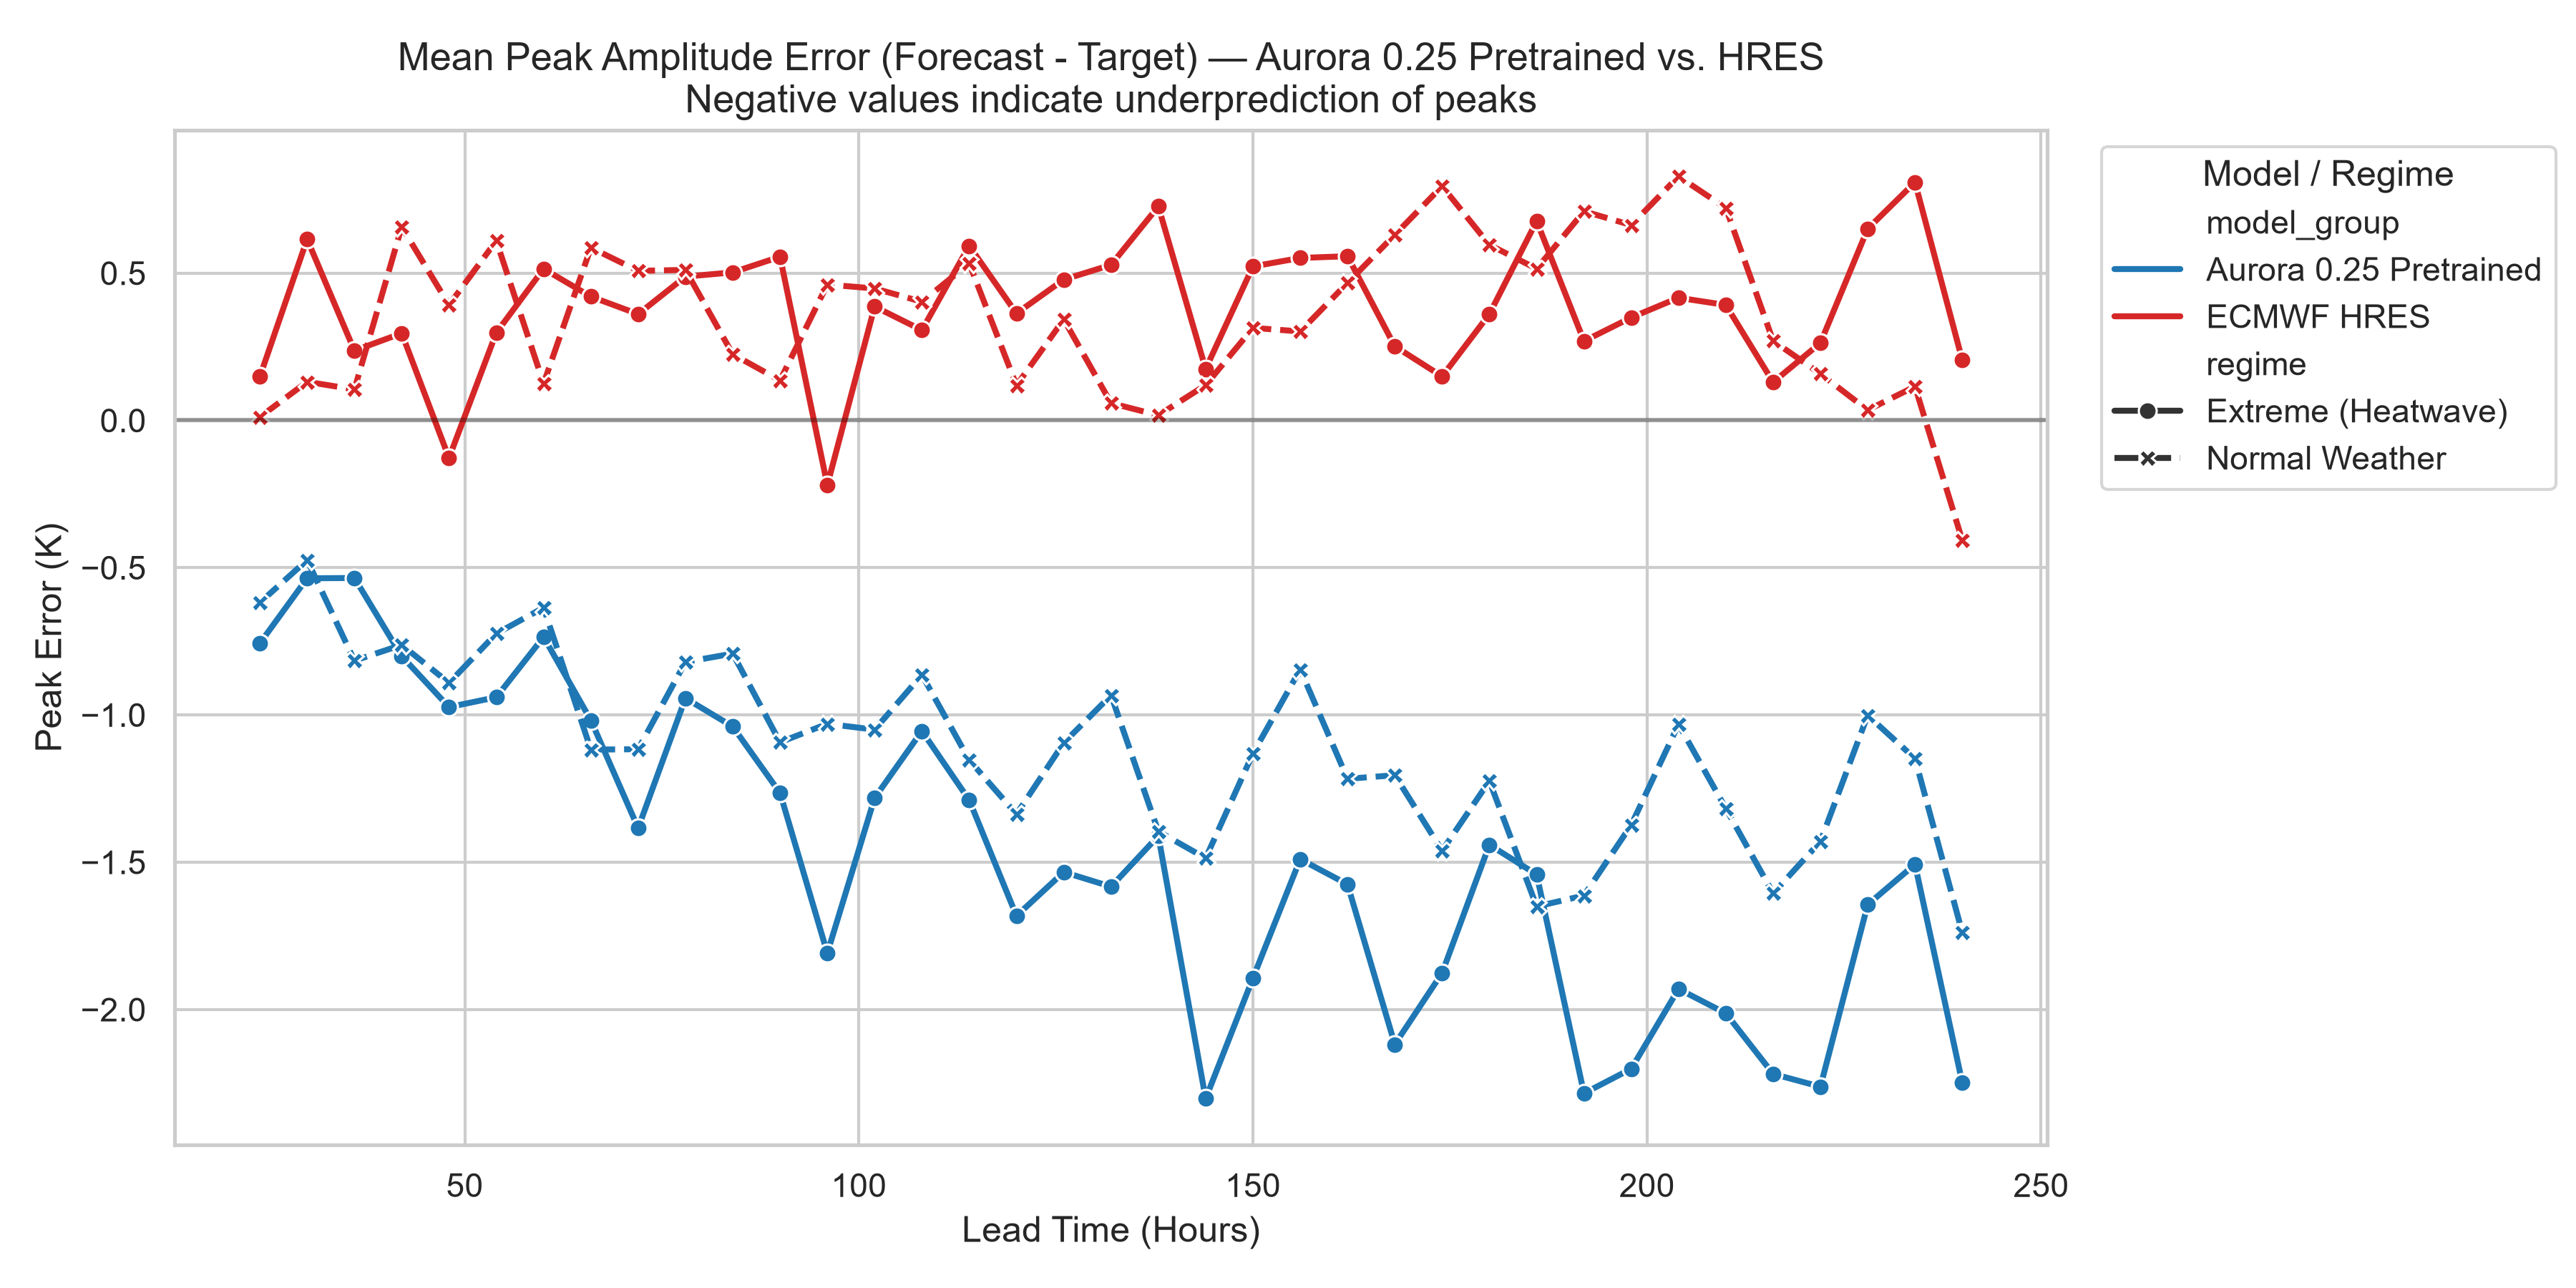 Mean Peak Amplitude Error (Forecast - Target) — Aurora 0.25 Pretrained vs. HRES
Negative values indicate underprediction of peaks
Peak Error (K)
0.5
0.0
−0.5
−1.0
−1.5
−2.0
50
100
150
200
250
Lead Time (Hours)
Model / Regime
model_group
Aurora 0.25 Pretrained
ECMWF HRES
regime
Extreme (Heatwave)
Normal Weather